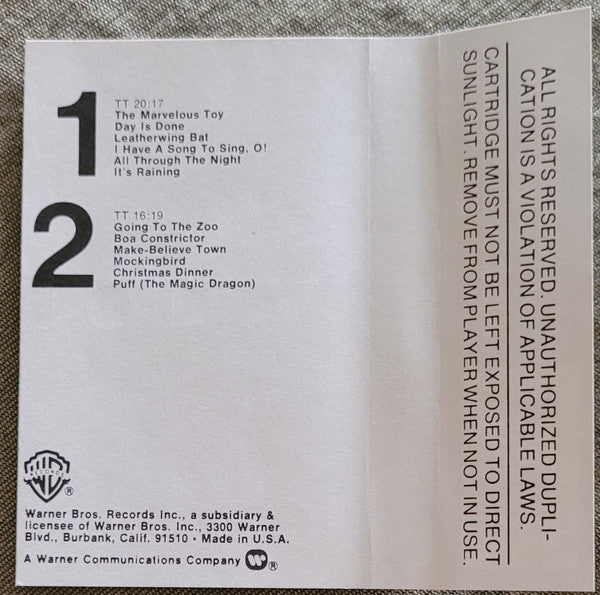 1
TT 20:17
The Marvelous Toy
Day Is Done
Leatherwing Bat
I Have A Song To Sing, O!
All Through The Night
It's Raining
2
TT 16:19
Going To The Zoo
Boa Constrictor
Make-Believe Town
Mockingbird
Christmas Dinner
Puff (The Magic Dragon)
WB
RECORDS
®
Warner Bros. Records Inc., a subsidiary &
licensee of Warner Bros. Inc., 3300 Warner
Blvd., Burbank, Calif. 91510 • Made in U.S.A.
A Warner Communications Company ®
ALL RIGHTS RESERVED. UNAUTHORIZED DUPLI-
CATION IS A VIOLATION OF APPLICABLE LAWS.
CARTRIDGE MUST NOT BE LEFT EXPOSED TO DIRECT
SUNLIGHT. REMOVE FROM PLAYER WHEN NOT IN USE.